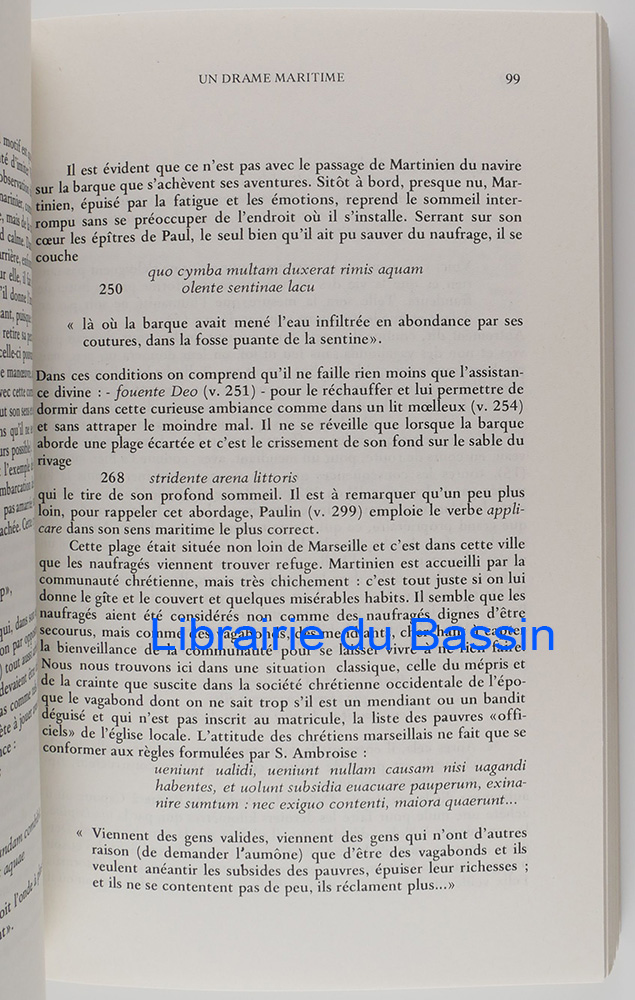 UN DRAME MARITIME 99
Il est évident que ce n'est pas avec le passage de Martinien du navire
sur la barque que s'achèvent ses aventures. Sitôt à bord, presque nu, Mar-
tinien, épuisé par la fatigue et les émotions, reprend le sommeil inter-
rompu sans se préoccuper de l'endroit où il s'installe. Serrant sur son
cœur les épîtres de Paul, le seul bien qu'il ait pu sauver du naufrage, il se
couche
quo cymba multam duxerat rimis aquam
250 olente sentinae lacu
« là où la barque avait mené l'eau infiltrée en abondance par ses
coutures, dans la fosse puante de la sentine».
Dans ces conditions on comprend qu'il ne faille rien moins que l'assistan-
ce divine : - fouente Deo (v. 251) - pour le réchauffer et lui permettre de
dormir dans cette curieuse ambiance comme dans un lit mœlleux (v. 254)
et sans attraper le moindre mal. Il ne se réveille que lorsque la barque
aborde une plage écartée et c'est le crissement de son fond sur le sable du
rivage
268 stridente arena littoris
qui le tire de son profond sommeil. Il est à remarquer qu'un peu plus
loin, pour rappeler cet abordage, Paulin (v. 299) emploie le verbe appli-
care dans son sens maritime le plus correct.
Cette plage était située non loin de Marseille et c'est dans cette ville
que les naufragés viennent trouver refuge. Martinien est accueilli par la
communauté chrétienne, mais très chichement : c'est tout juste si on lui
donne le gîte et le couvert et quelques misérables habits. Il semble que les
naufragés aient été considérés non comme des naufragés dignes d'être
secourus, mais comme des vagabonds, des mendiant,
Librairie du Bassin
la bienveillance de la communauté pour se laisser vivre à ne rien faire.
Nous nous trouvons ici dans une situation classique, celle du mépris et
de la crainte que suscite dans la société chrétienne occidentale de l'épo-
que le vagabond dont on ne sait trop s'il est un mendiant ou un bandit
déguisé et qui n'est pas inscrit au matricule, la liste des pauvres «offi-
ciels» de l'église locale. L'attitude des chrétiens marseillais ne fait que se
conformer aux règles formulées par S. Ambroise :
ueniunt ualidi, ueniunt nullam causam nisi uagandi
habentes, et uolunt subsidia euacuare pauperum, exina-
nire sumtum : nec exiguo contenti, maiora quaerunt...
« Viennent des gens valides, viennent des gens qui n'ont d'autres
raison (de demander l'aumône) que d'être des vagabonds et ils
veulent anéantir les subsides des pauvres, épuiser leur richesses ;
et ils ne se contentent pas de peu, ils réclament plus...»